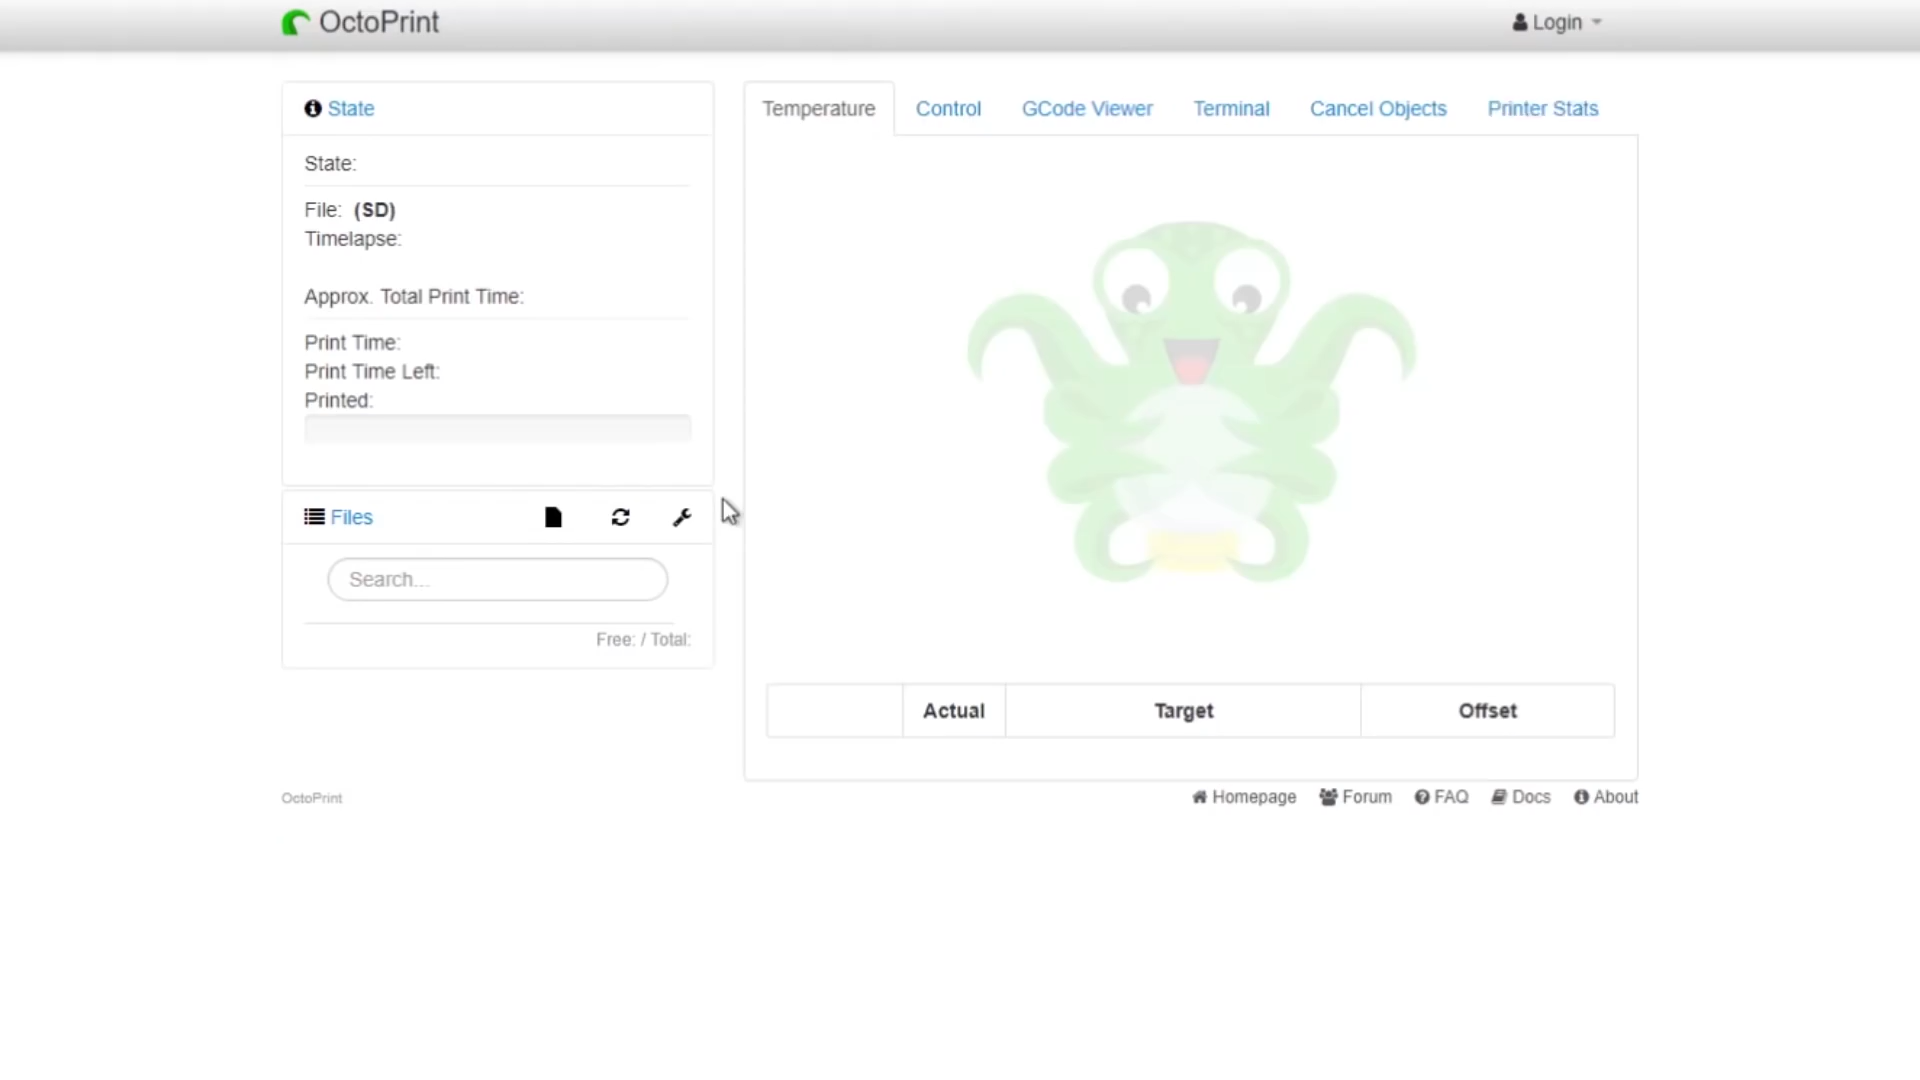 OctoPrint
Login
State
Temperature
Control
GCode Viewer
Terminal
Cancel Objects
Printer Stats
State:
File: (SD)
Timelapse:
Approx. Total Print Time:
Print Time:
Print Time Left:
Printed:
Files
Search...
Free: / Total:
Actual
Target
Offset
OctoPrint
Homepage
Forum
FAQ
Docs
About